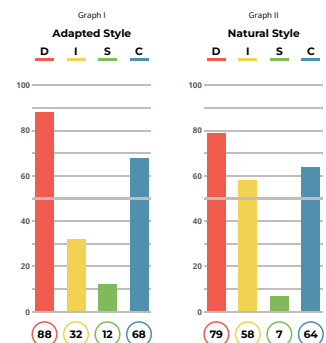 Graph I
Adapted Style
D I S C
100
80
60
40
20
0
88 32 12 68
Graph II
Natural Style
D I S C
100
80
60
40
20
0
79 58 7 64